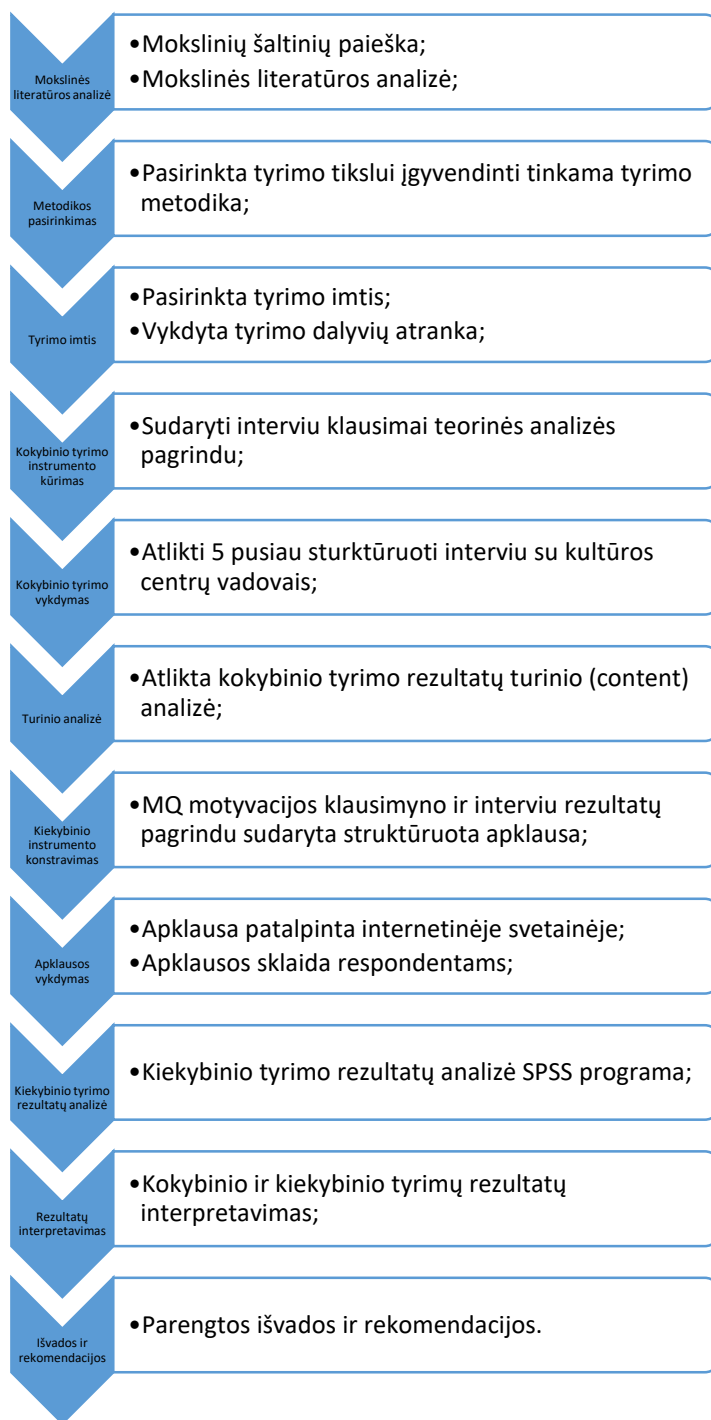 Mokslinės
literatūros analizė
•Mokslinių šaltinių paieška;
•Mokslinės literatūros analizė;
Metodikos
pasirinkimas
•Pasirinkta tyrimo tikslui įgyvendinti tinkama tyrimo
metodika;
Tyrimo imtis
•Pasirinkta tyrimo imtis;
•Vykdyta tyrimo dalyvių atranka;
Kokybinio tyrimo
instrumento
kūrimas
•Sudaryti interviu klausimai teorinės analizės
pagrindu;
Kokybinio tyrimo
vykdymas
•Atlikti 5 pusiau sturktūruoti interviu su kultūros
centrų vadovais;
Turinio analizė
•Atlikta kokybinio tyrimo rezultatų turinio (content)
analizė;
Kiekybinio
instrumento
konstravimas
•MQ motyvacijos klausimyno ir interviu rezultatų
pagrindu sudaryta struktūruota apklausa;
Apklausos
vykdymas
•Apklausa patalpinta internetinėje svetainėje;
•Apklausos sklaida respondentams;
Kiekybinio tyrimo
rezultatų analizė
•Kiekybinio tyrimo rezultatų analizė SPSS programa;
Rezultatų
interpretavimas
•Kokybinio ir kiekybinio tyrimų rezultatų
interpretavimas;
Išvados ir
rekomendacijos
•Parengtos išvados ir rekomendacijos.